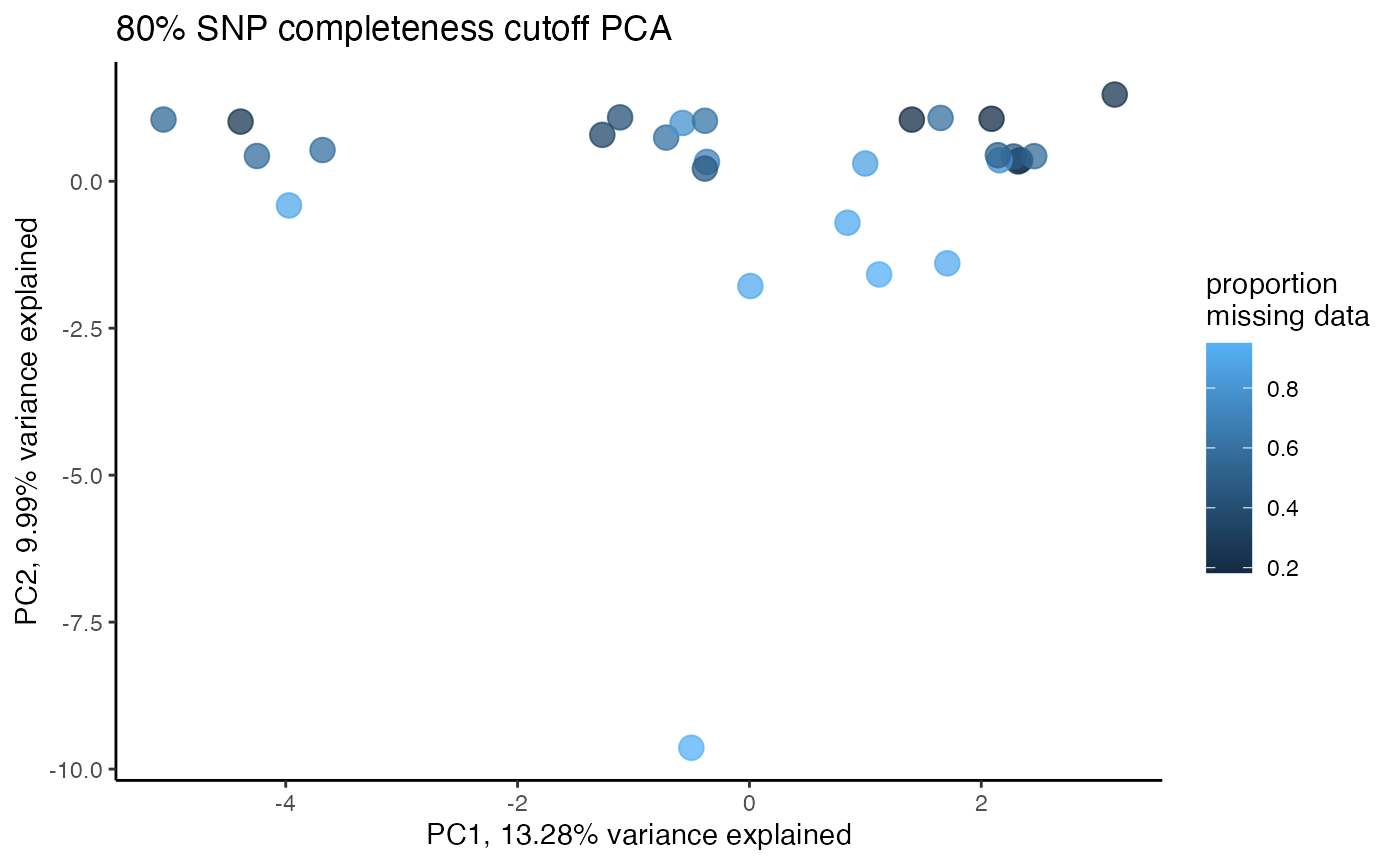 80% SNP completeness cutoff PCA
PC2, 9.99% variance explained
0.0
-2.5
-5.0
-7.5
-10.0
-4
-2
0
2
PC1, 13.28% variance explained
proportion
missing data
0.8
0.6
0.4
0.2